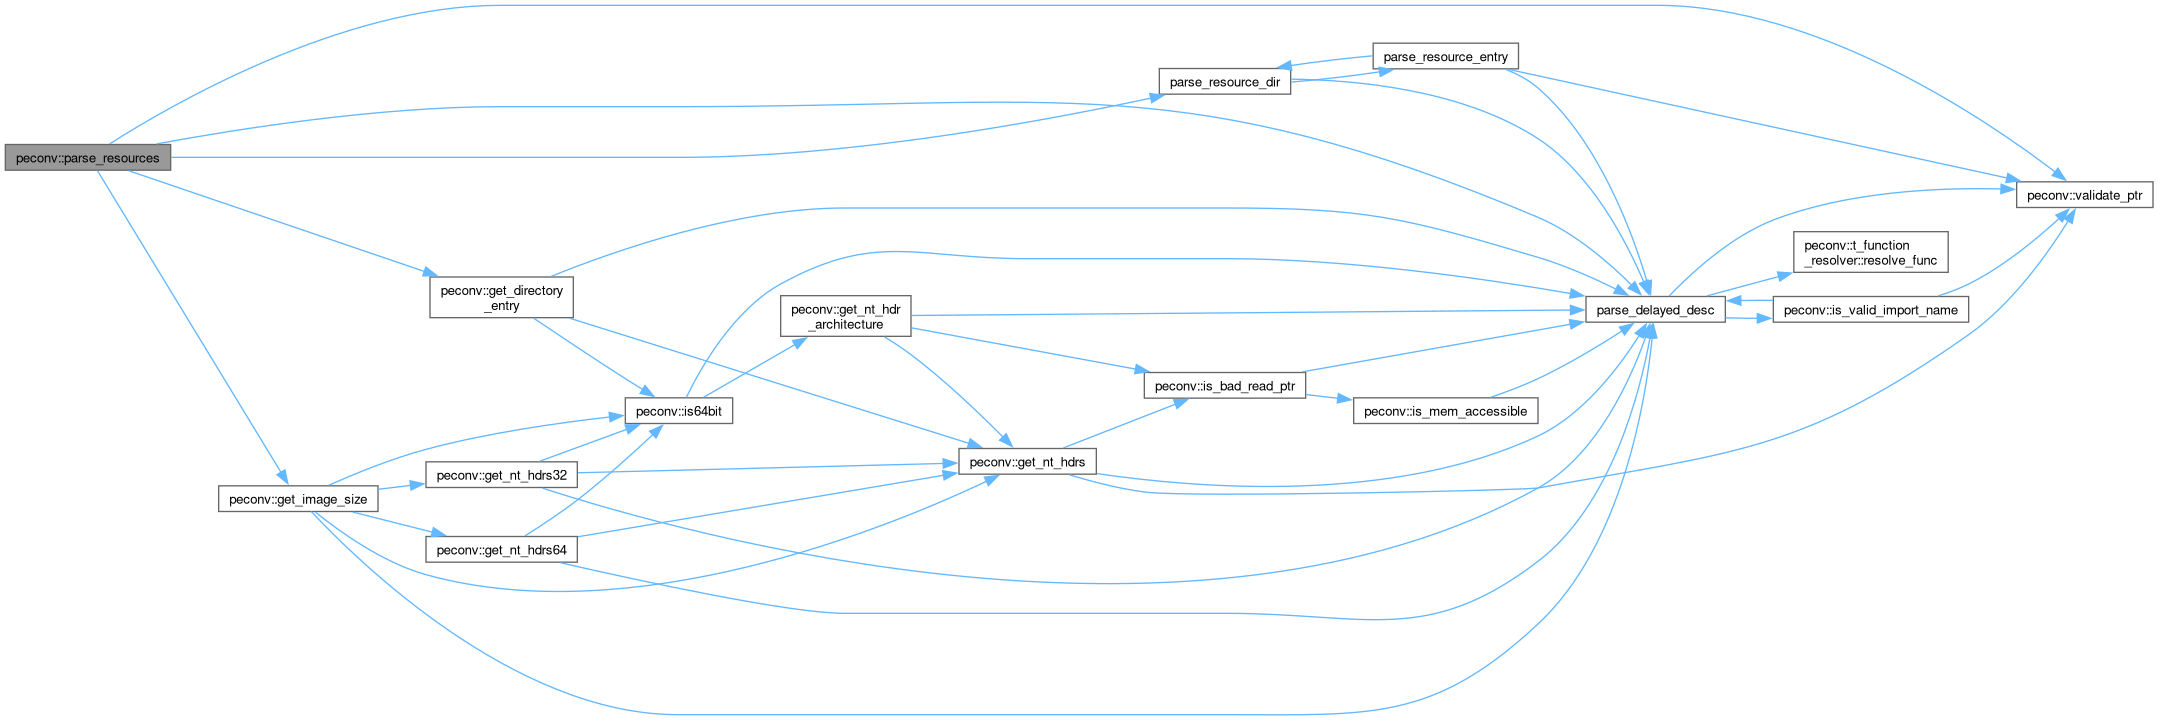 parse_resource_entry
parse_resource_dir
peconv::parse_resources
peconv::validate_ptr
peconv::t_function
_resolver::resolve_func
peconv::get_directory
_entry
peconv::get_nt_hdr
_architecture
parse_delayed_desc
peconv::is_valid_import_name
peconv::is_bad_read_ptr
peconv::is64bit
peconv::is_mem_accessible
peconv::get_nt_hdrs
peconv::get_nt_hdrs32
peconv::get_image_size
peconv::get_nt_hdrs64